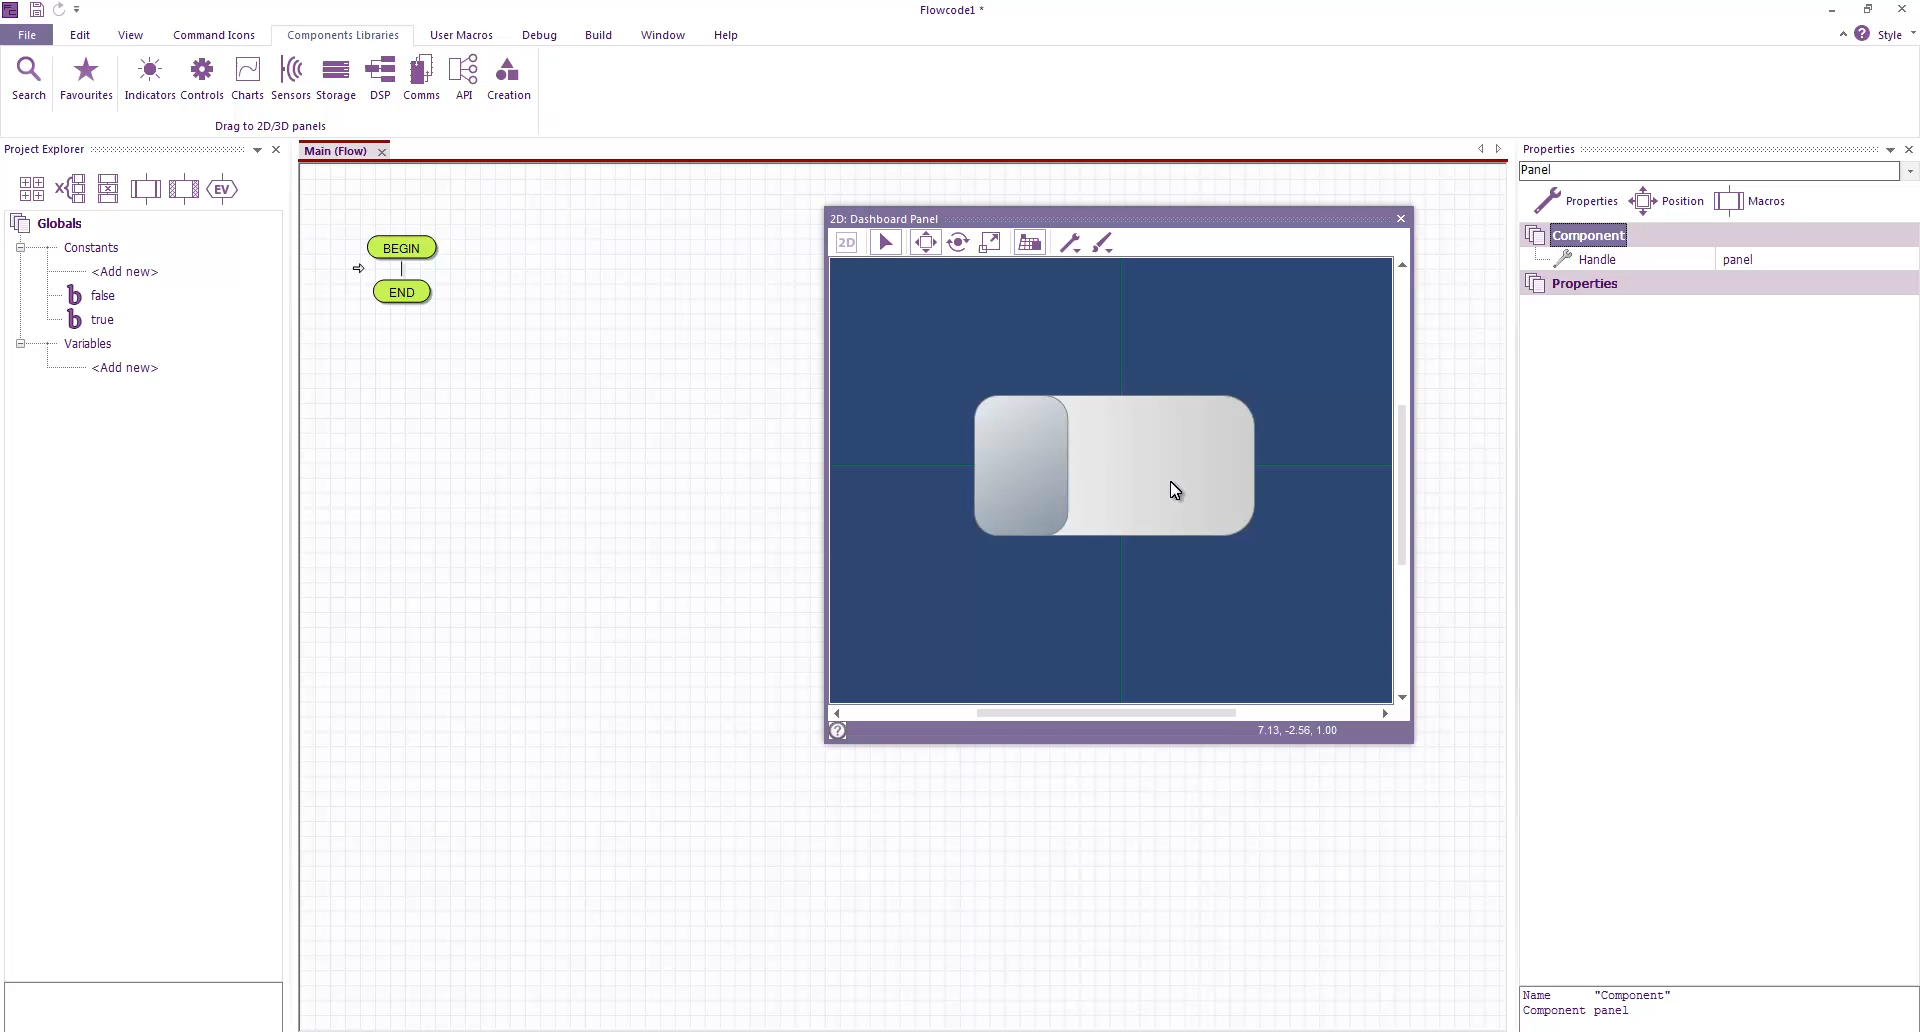 Flowcode1 *
File Edit View Command Icons Components Libraries User Macros Debug Build Window Help Style
Search Favourites Indicators Controls Charts Sensors Storage DSP Comms API Creation
Drag to 2D/3D panels
Project Explorer
Main (Flow)
Properties
Panel
EV
Properties Position Macros
Globals
Constants
<Add new>
false
true
Variables
<Add new>
BEGIN
END
2D: Dashboard Panel
2D
7.13, -2.56, 1.00
Component
Handle panel
Properties
Name "Component"
Component panel